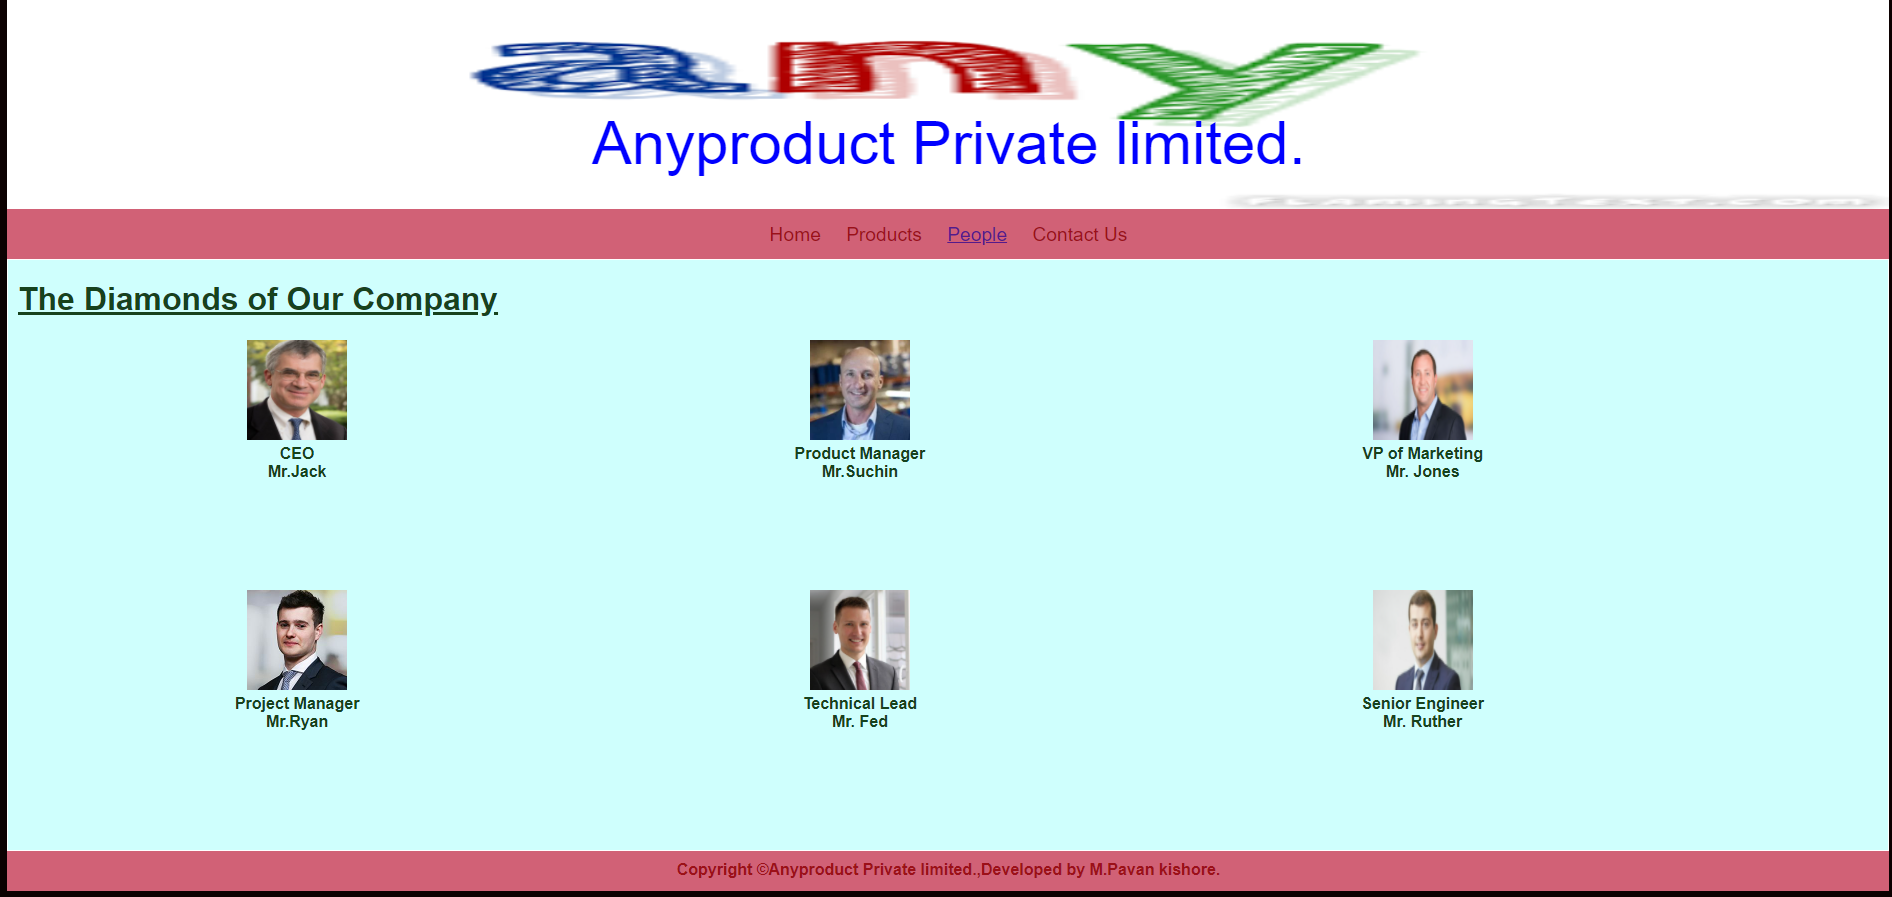 any
Anyproduct Private limited.
FLAMINGTEXT.COM
Home Products People Contact Us
The Diamonds of Our Company
CEO
Mr.Jack
Product Manager
Mr.Suchin
VP of Marketing
Mr. Jones
Project Manager
Mr.Ryan
Technical Lead
Mr. Fed
Senior Engineer
Mr. Ruther
Copyright ©Anyproduct Private limited.,Developed by M.Pavan kishore.